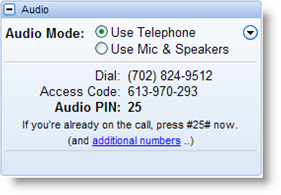 Audio
Audio Mode: Use Telephone
Use Mic & Speakers
Dial: (702) 824-9512
Access Code: 613-970-293
Audio PIN: 25
If you're already on the call, press #25# now.
(and additional numbers ..)